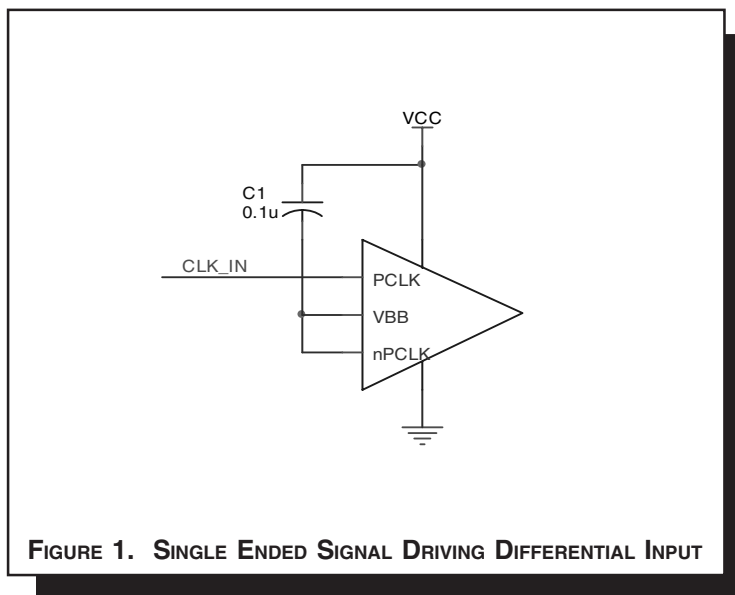 VCC
C1
0.1u
CLK_IN
PCLK
VBB
nPCLK
FIGURE 1. SINGLE ENDED SIGNAL DRIVING DIFFERENTIAL INPUT